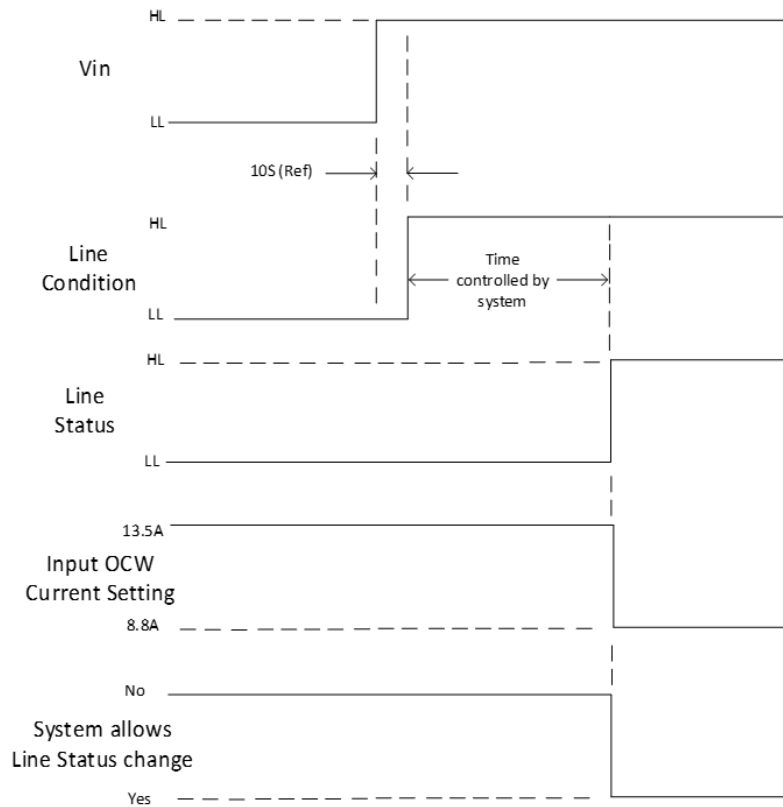 HL
Vin
LL
10S (Ref)
HL
Line
Condition
Time
controlled by
system
LL
HL
Line
Status
LL
13.5A
Input OCW
Current Setting
8.8A
No
System allows
Line Status change
Yes